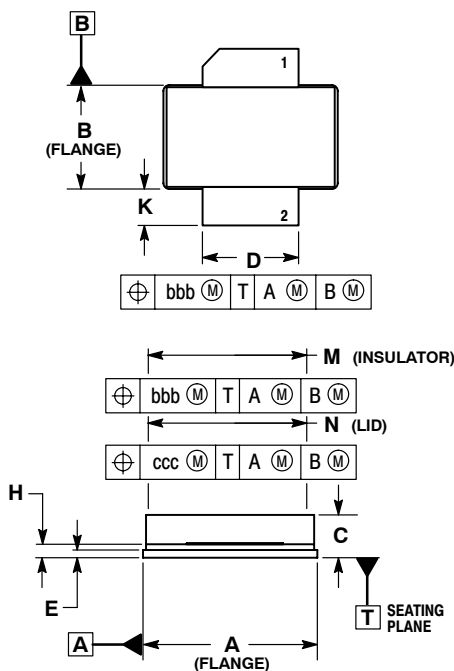 B
1
B
(FLANGE)
K
2
D
⌖ bbb Ⓜ T A Ⓜ B Ⓜ
M (INSULATOR)
⌖ bbb Ⓜ T A Ⓜ B Ⓜ
N (LID)
⌖ ccc Ⓜ T A Ⓜ B Ⓜ
H
C
E
T SEATING
PLANE
A
A
(FLANGE)